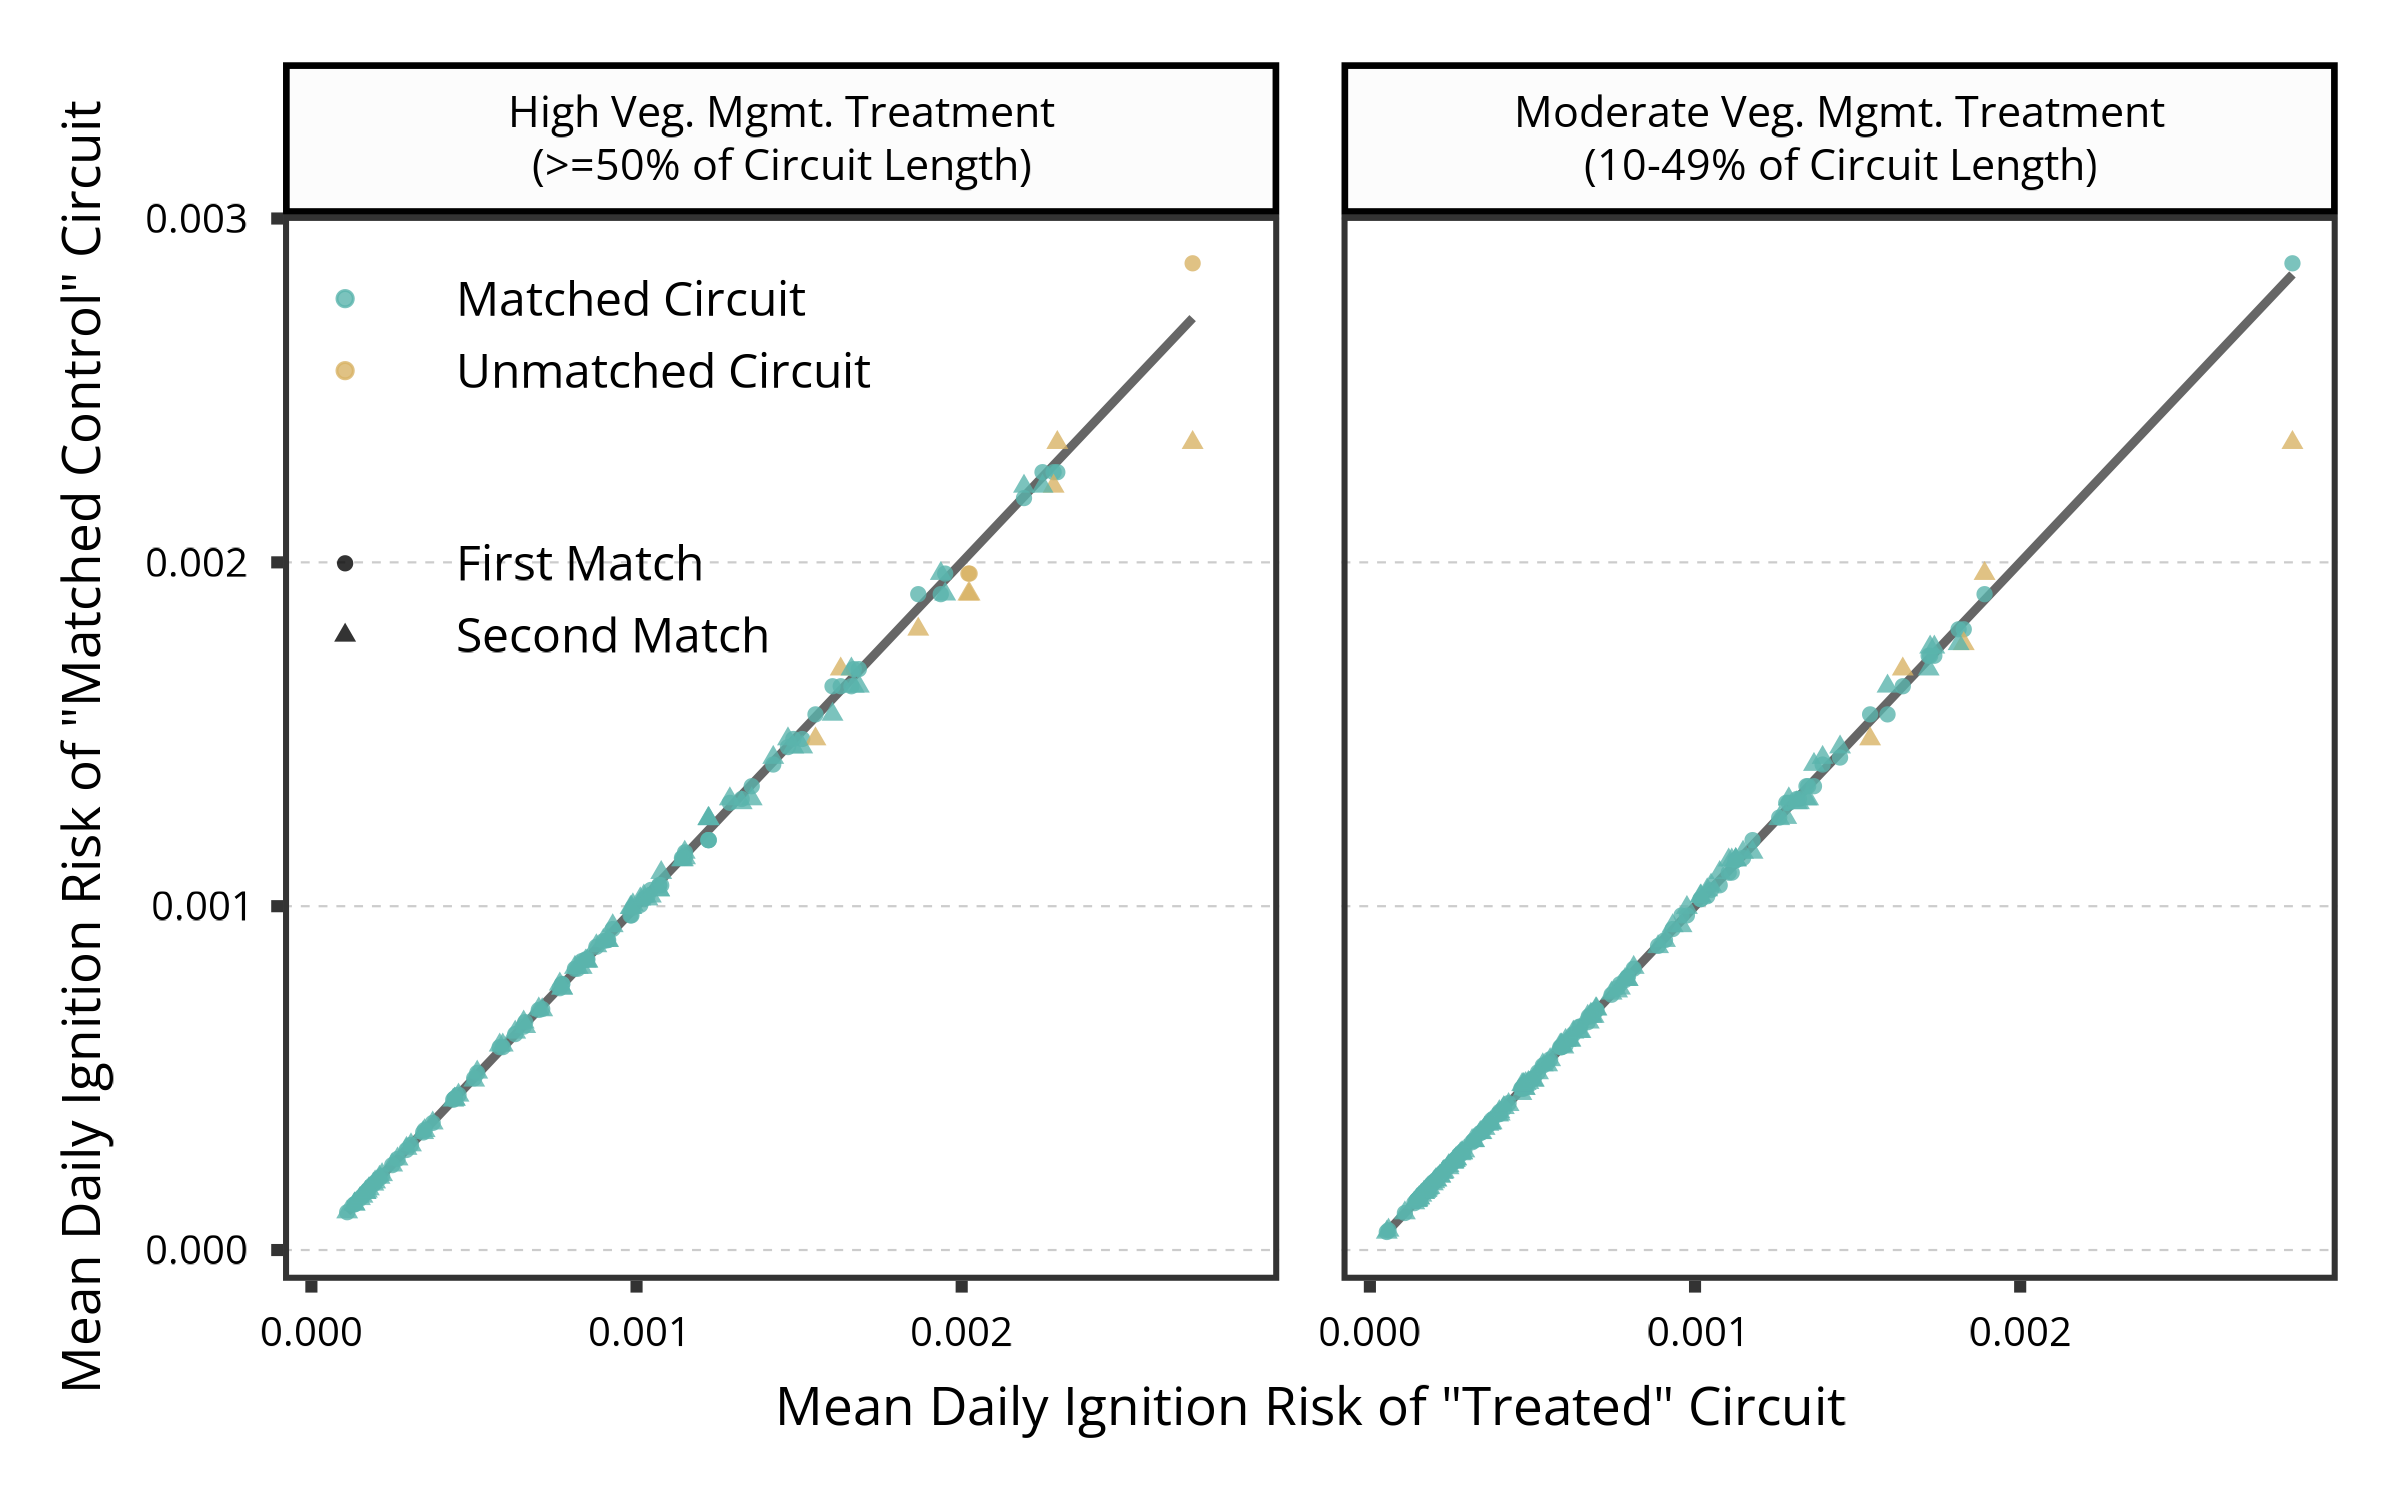 High Veg. Mgmt. Treatment
(>=50% of Circuit Length)
Moderate Veg. Mgmt. Treatment
(10-49% of Circuit Length)
Mean Daily Ignition Risk of "Matched Control" Circuit
0.003
0.002
0.001
0.000
Matched Circuit
Unmatched Circuit
First Match
Second Match
0.000
0.001
0.002
0.000
0.001
0.002
Mean Daily Ignition Risk of "Treated" Circuit